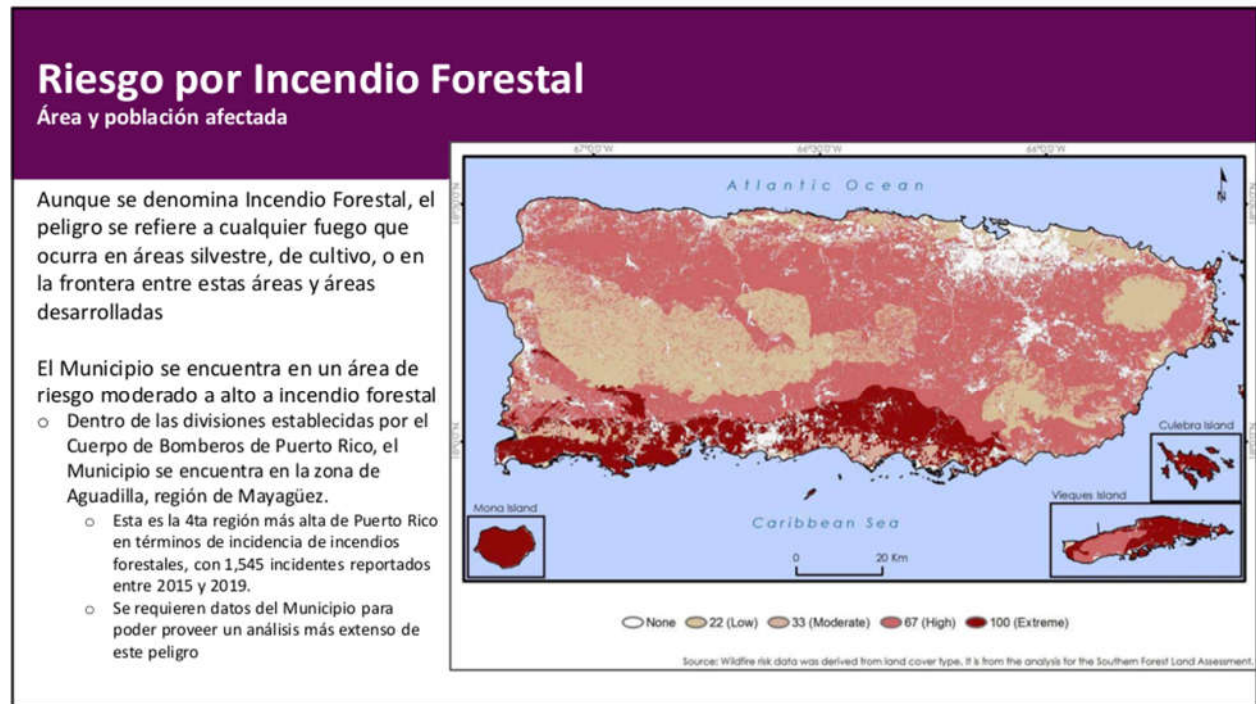 Riesgo por Incendio Forestal
Área y población afectada
Aunque se denomina Incendio Forestal, el
peligro se refiere a cualquier fuego que
ocurra en áreas silvestre, de cultivo, o en
la frontera entre estas áreas y áreas
desarrolladas
El Municipio se encuentra en un área de
riesgo moderado a alto a incendio forestal
o Dentro de las divisiones establecidas por el
Cuerpo de Bomberos de Puerto Rico, el
Municipio se encuentra en la zona de
Aguadilla, región de Mayagüez.
o Esta es la 4ta región más alta de Puerto Rico
en términos de incidencia de incendios
forestales, con 1,545 incidentes reportados
entre 2015 y 2019.
o Se requieren datos del Municipio para
poder proveer un análisis más extenso de
este peligro
67°0'0"W 66°30'0"W 66°0'0"W
18°30'0"N
18°0'0"N
Atlantic Ocean
N
Culebra Island
Vieques Island
Mona Island
Caribbean Sea
0 20 Km
None 22 (Low) 33 (Moderate) 67 (High) 100 (Extreme)
Source: Wildfire risk data was derived from land cover type. It is from the analysis for the Southern Forest Land Assessment.